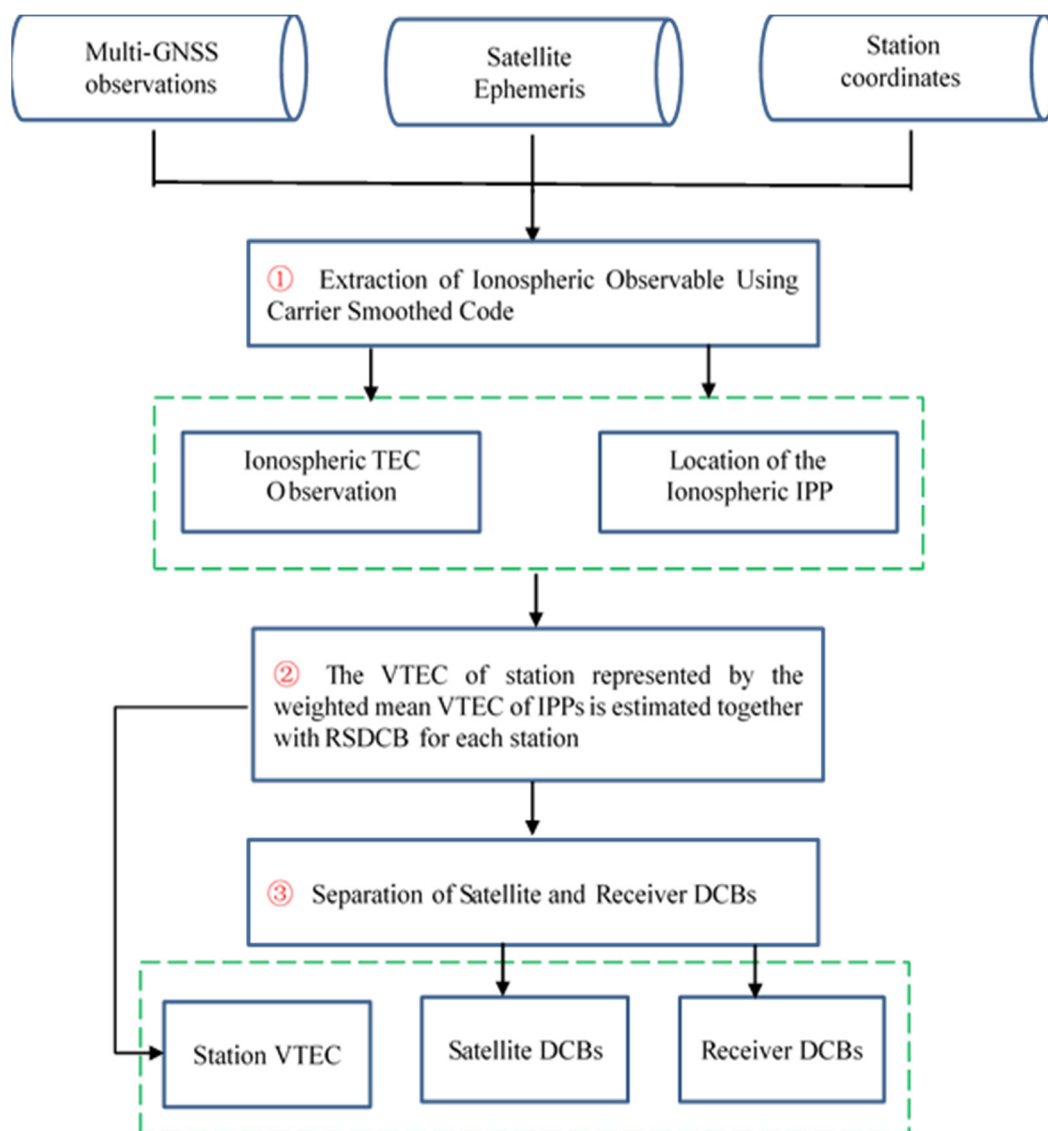 Multi-GNSS
observations
Satellite
Ephemeris
Station
coordinates
① Extraction of Ionospheric Observable Using
Carrier Smoothed Code
Ionospheric TEC
Observation
Location of the
Ionospheric IPP
② The VTEC of station represented by the
weighted mean VTEC of IPPs is estimated together
with RSDCB for each station
③ Separation of Satellite and Receiver DCBs
Station VTEC
Satellite DCBs
Receiver DCBs